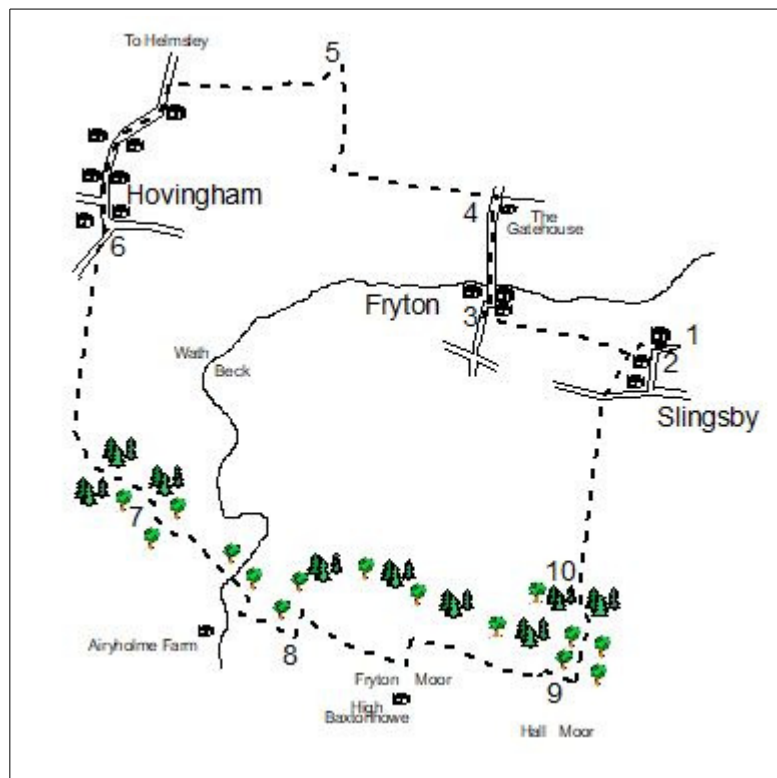 To Helmsley
5
Hovingham
4
The
Gatehouse
6
Fryton
3
1
2
Wath
Beck
Slingsby
7
10
Airyholme Farm
8
Fryton Moor
9
High
Baxtonhowe
Hall Moor